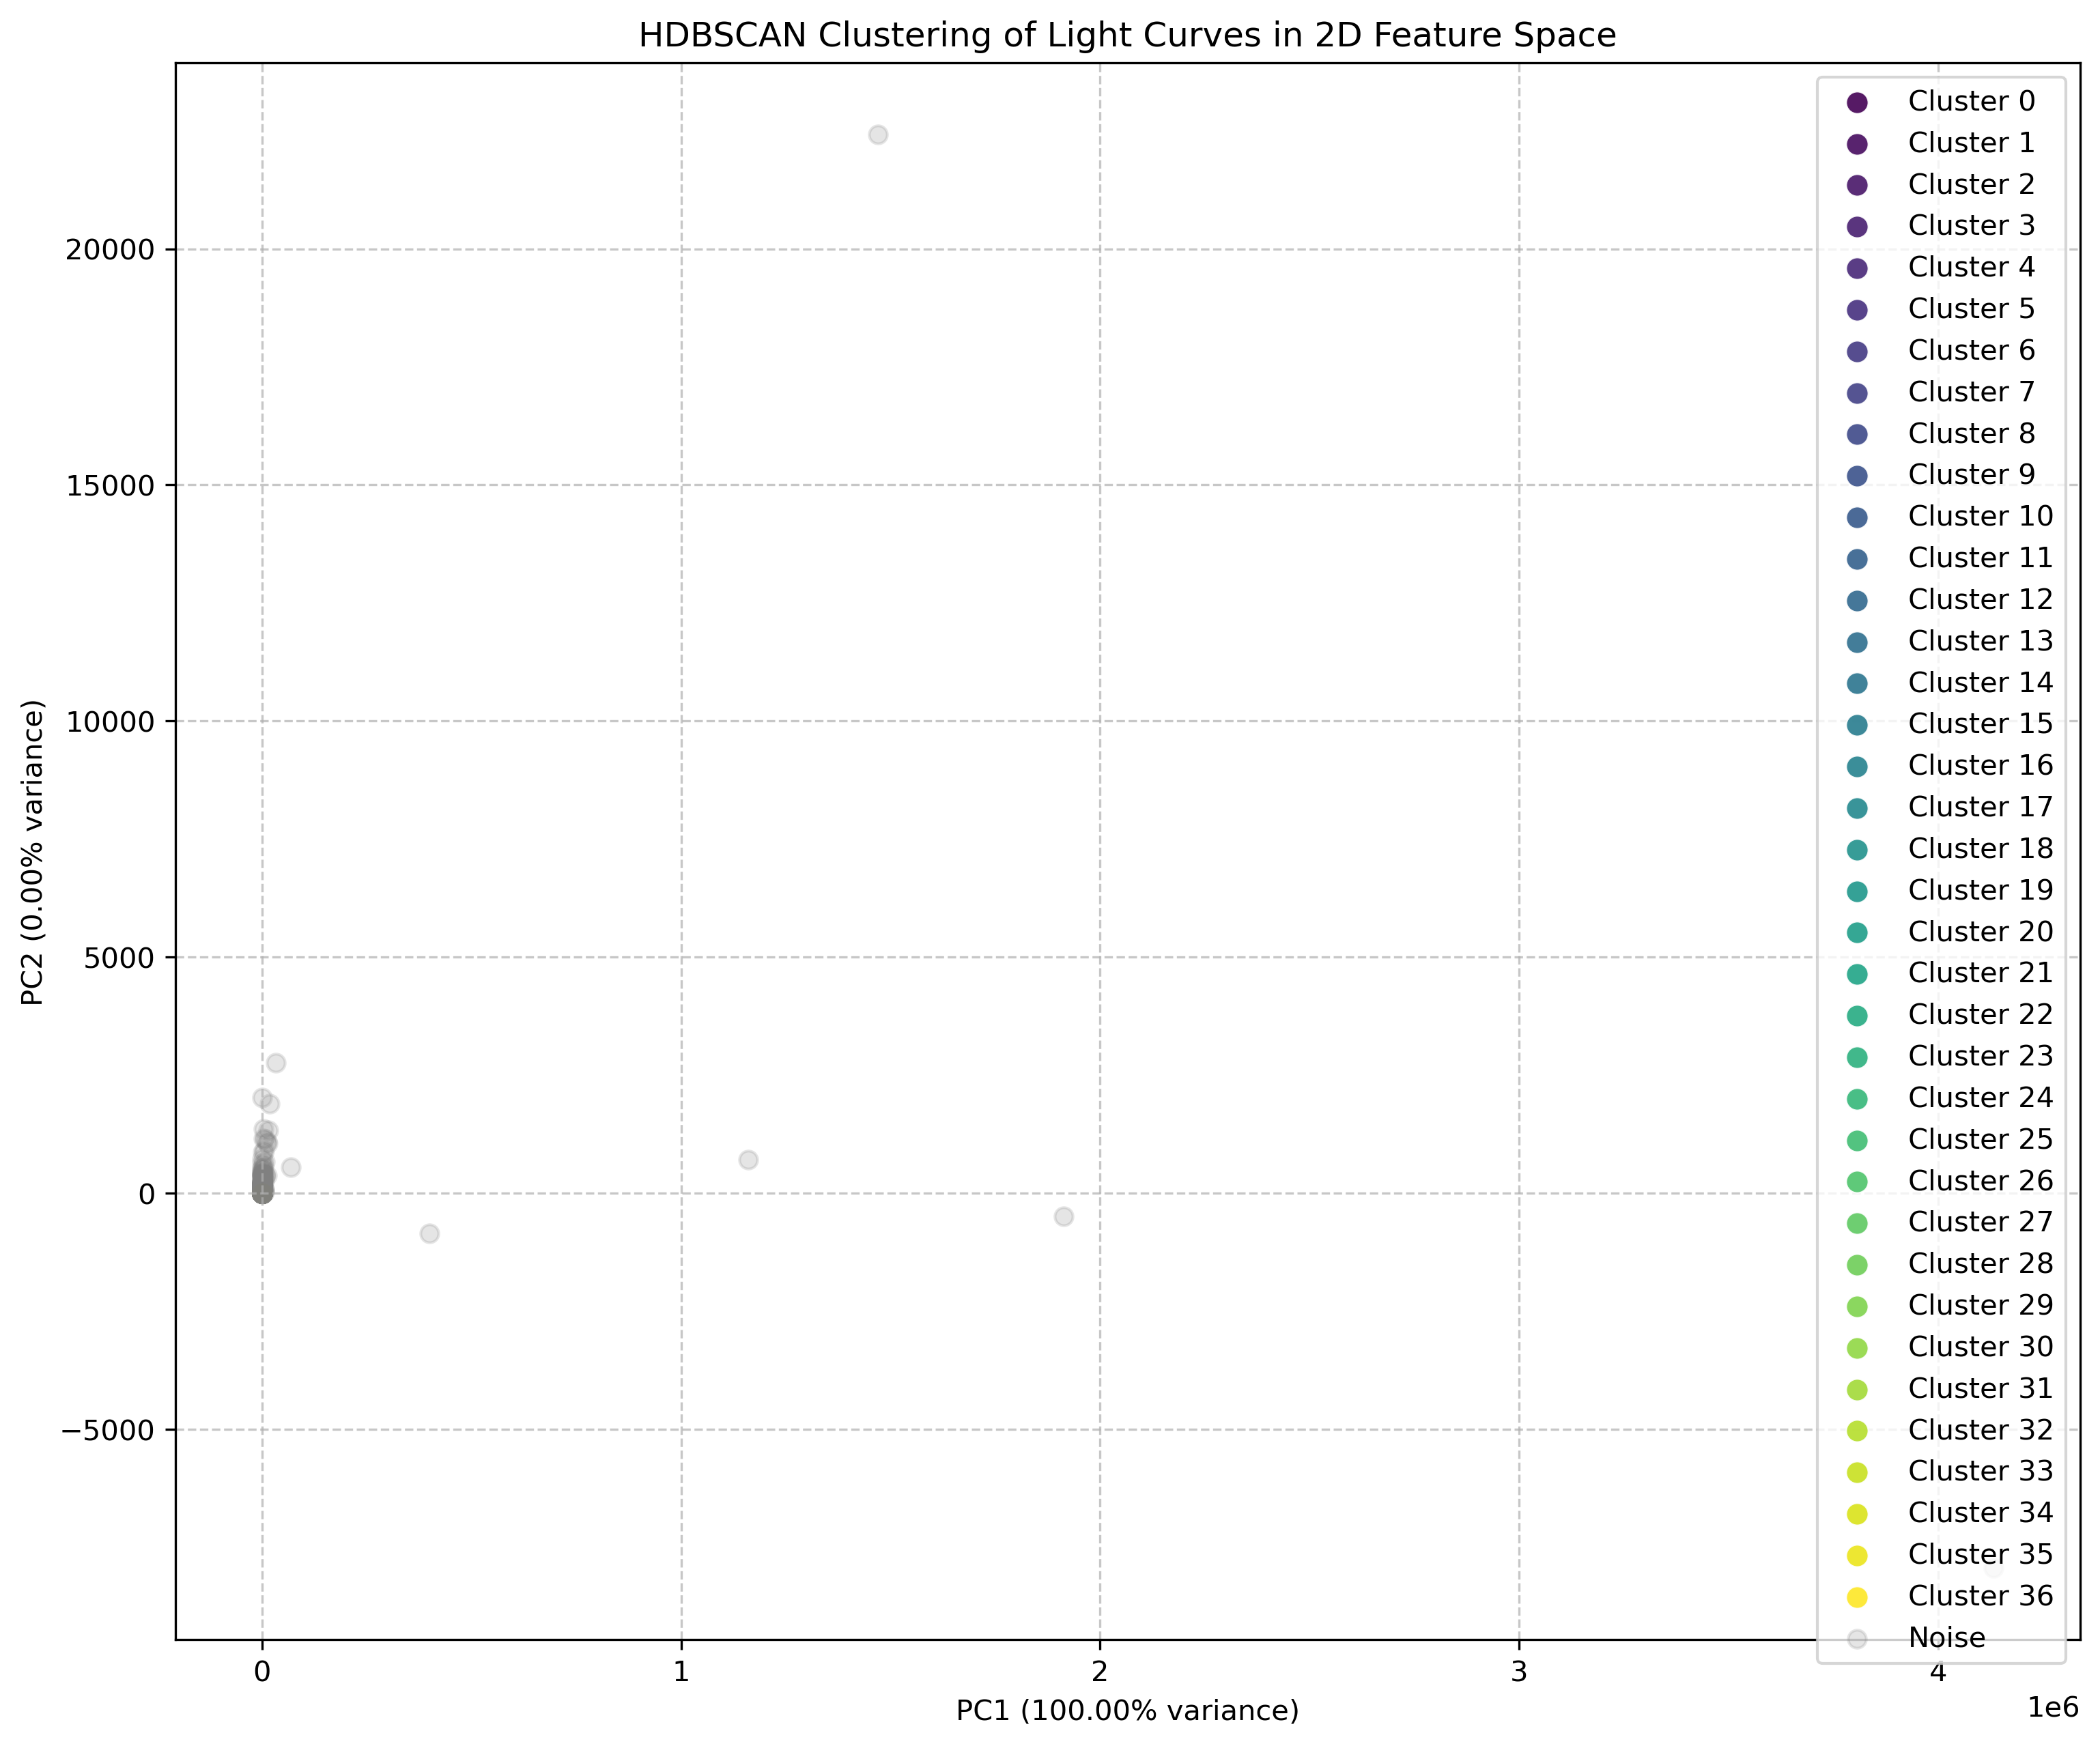 HDBSCAN Clustering of Light Curves in 2D Feature Space
PC2 (0.00% variance)
20000
15000
10000
5000
0
−5000
0
1
2
3
4
1e6
PC1 (100.00% variance)
Cluster 0
Cluster 1
Cluster 2
Cluster 3
Cluster 4
Cluster 5
Cluster 6
Cluster 7
Cluster 8
Cluster 9
Cluster 10
Cluster 11
Cluster 12
Cluster 13
Cluster 14
Cluster 15
Cluster 16
Cluster 17
Cluster 18
Cluster 19
Cluster 20
Cluster 21
Cluster 22
Cluster 23
Cluster 24
Cluster 25
Cluster 26
Cluster 27
Cluster 28
Cluster 29
Cluster 30
Cluster 31
Cluster 32
Cluster 33
Cluster 34
Cluster 35
Cluster 36
Noise